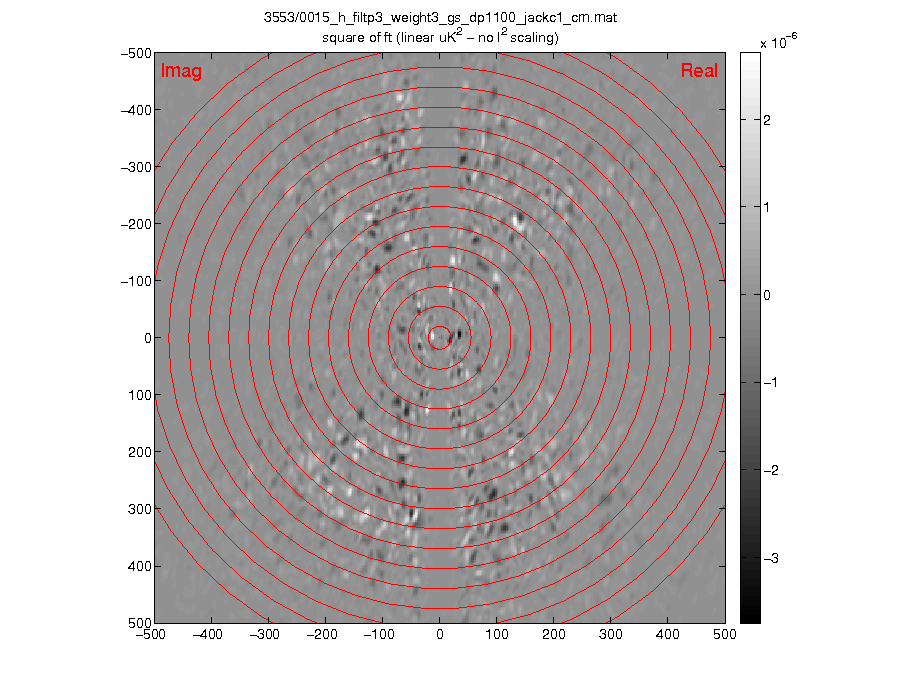 3553/0015_h_filtp3_weight3_gs_dp1100_jackc1_cm.mat
square of ft (linear uK² – no l² scaling)
x 10⁻⁶
Imag
Real
−500
−400
−300
−200
−100
0
100
200
300
400
500
−500 −400 −300 −200 −100 0 100 200 300 400 500
2
1
0
−1
−2
−3